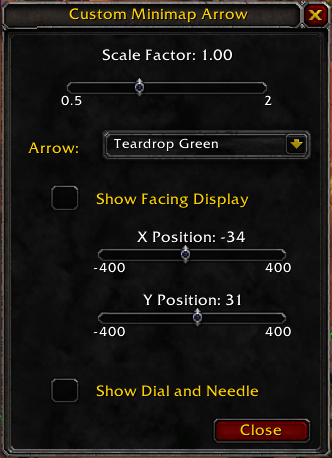 Custom Minimap Arrow
Scale Factor: 1.00
0.5 2
Arrow: Teardrop Green
Show Facing Display
X Position: -34
-400 400
Y Position: 31
-400 400
Show Dial and Needle
Close